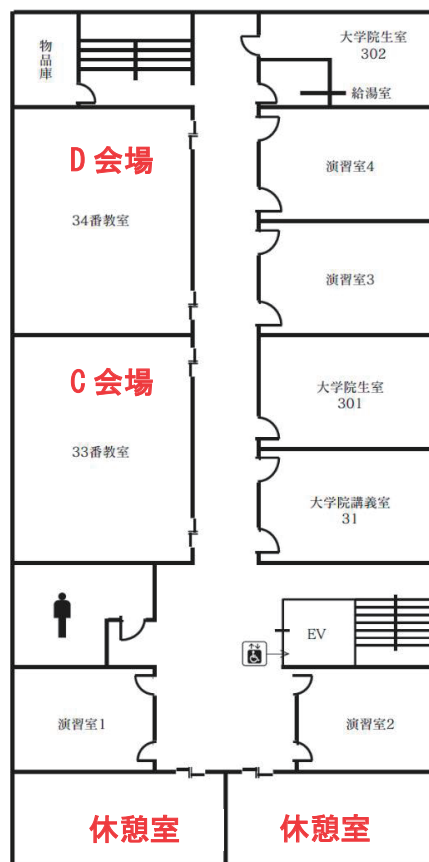 物品庫
大学院生室
302
給湯室
D 会場
34番教室
演習室4
演習室3
C 会場
33番教室
大学院生室
301
大学院講義室
31
EV
演習室1
演習室2
休憩室
休憩室